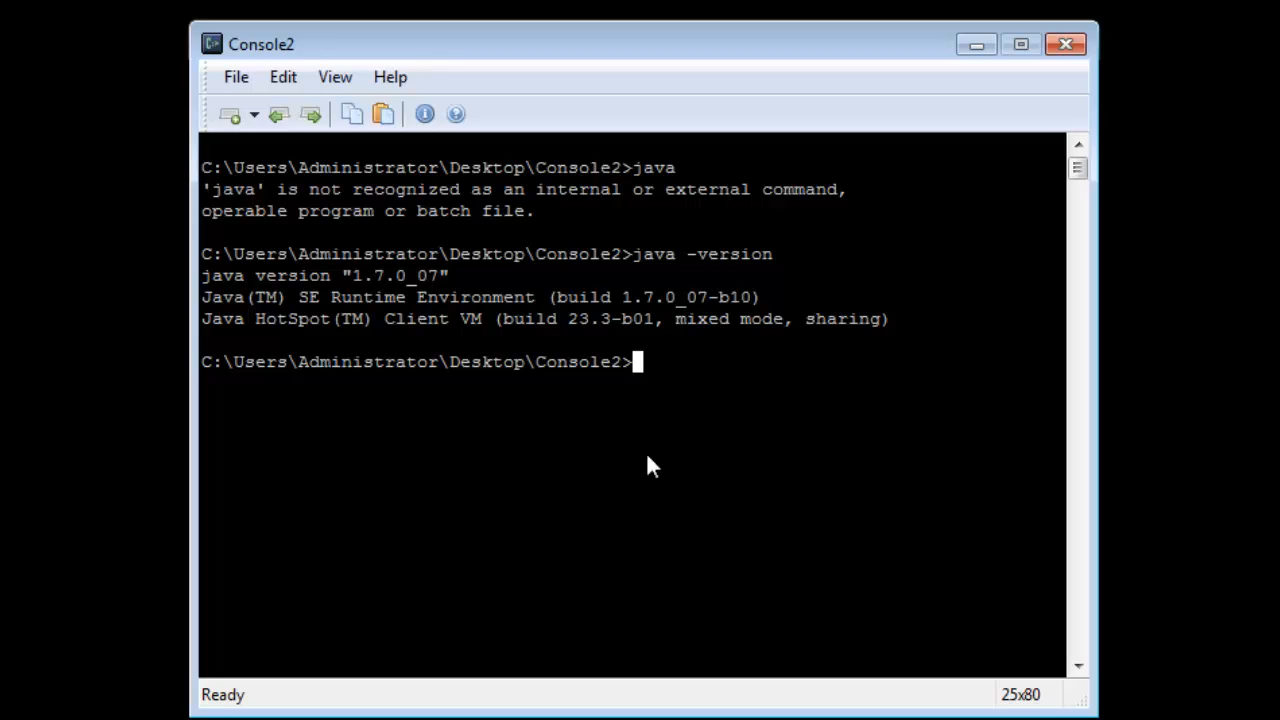 Console2
File Edit View Help
C:\Users\Administrator\Desktop\Console2>java
'java' is not recognized as an internal or external command,
operable program or batch file.
C:\Users\Administrator\Desktop\Console2>java -version
java version "1.7.0_07"
Java(TM) SE Runtime Environment (build 1.7.0_07-b10)
Java HotSpot(TM) Client VM (build 23.3-b01, mixed mode, sharing)
C:\Users\Administrator\Desktop\Console2>
Ready 25x80